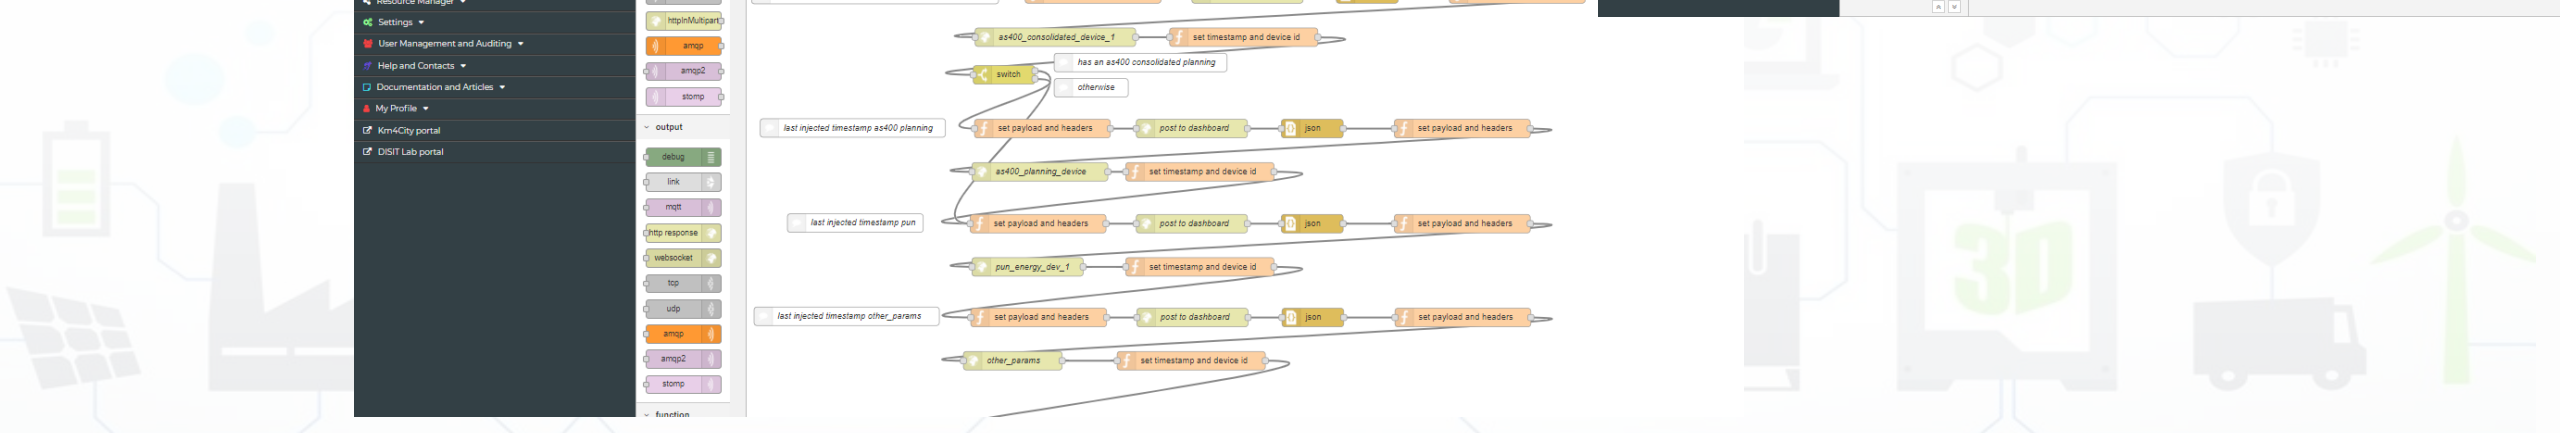 Resource Manager
Settings
User Management and Auditing
Help and Contacts
Documentation and Articles
My Profile
Km4City portal
DISIT Lab portal
httpInMultipart
amqp
amqp2
stomp
output
debug
link
mqtt
http response
websocket
tcp
udp
amqp
amqp2
stomp
function
as400_consolidated_device_1 set timestamp and device id
has an as400 consolidated planning
switch
otherwise
last injected timestamp as400 planning set payload and headers post to dashboard json set payload and headers
as400_planning_device set timestamp and device id
last injected timestamp pun set payload and headers post to dashboard json set payload and headers
pun_energy_dev_1 set timestamp and device id
last injected timestamp other_params set payload and headers post to dashboard json set payload and headers
other_params set timestamp and device id
3D